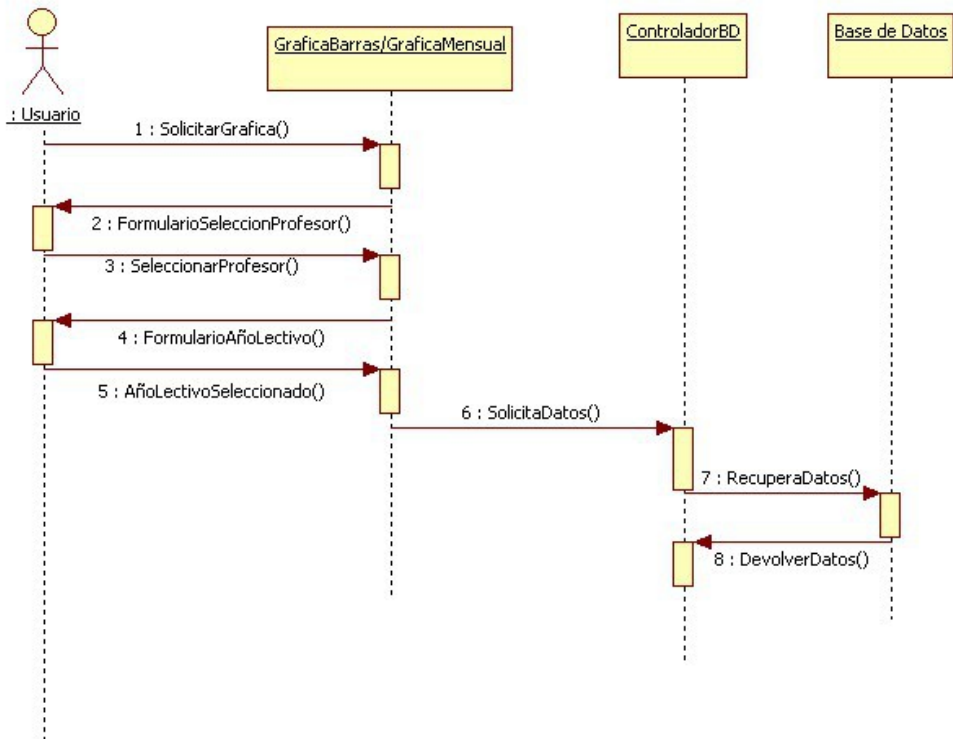 GraficaBarras/GraficaMensual
ControladorBD
Base de Datos
: Usuario
1 : SolicitarGrafica()
2 : FormularioSeleccionProfesor()
3 : SeleccionarProfesor()
4 : FormularioAñoLectivo()
5 : AñoLectivoSeleccionado()
6 : SolicitaDatos()
7 : RecuperaDatos()
8 : DevolverDatos()